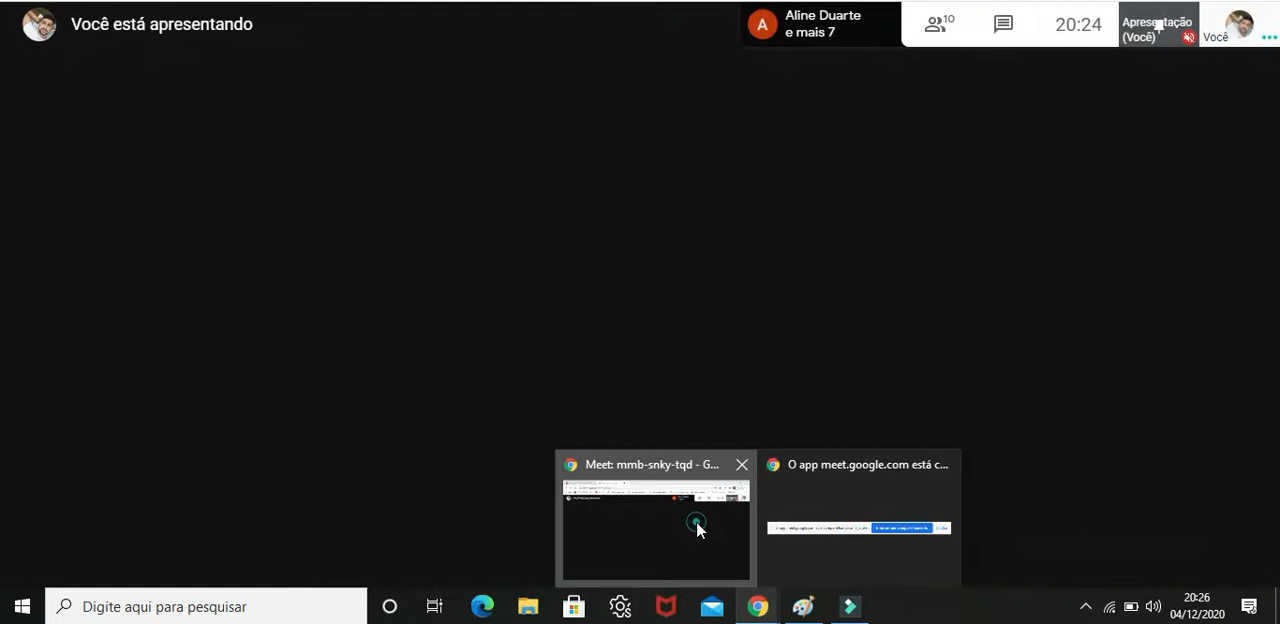 Você está apresentando
A
Aline Duarte
e mais 7
10
20:24
Apresentação
(Você)
Você
Meet: mmb-snky-tqd - G...
O app meet.google.com está c...
Digite aqui para pesquisar
20:26
04/12/2020